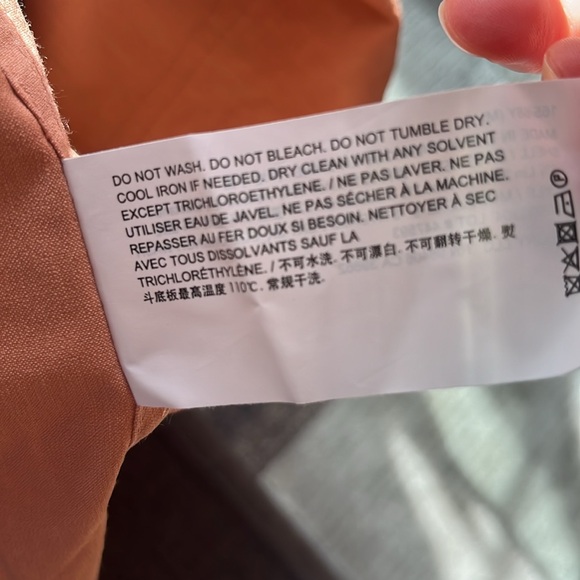 DO NOT WASH. DO NOT BLEACH. DO NOT TUMBLE DRY.
COOL IRON IF NEEDED. DRY CLEAN WITH ANY SOLVENT
EXCEPT TRICHLOROETHYLENE. / NE PAS LAVER. NE PAS
UTILISER EAU DE JAVEL. NE PAS SÉCHER À LA MACHINE.
REPASSER AU FER DOUX SI BESOIN. NETTOYER À SEC
AVEC TOUS DISSOLVANTS SAUF LA
TRICHLORÉTHYLÈNE. / 不可水洗. 不可漂白. 不可翻转干燥. 熨
斗底板最高温度 110℃. 常规干洗.